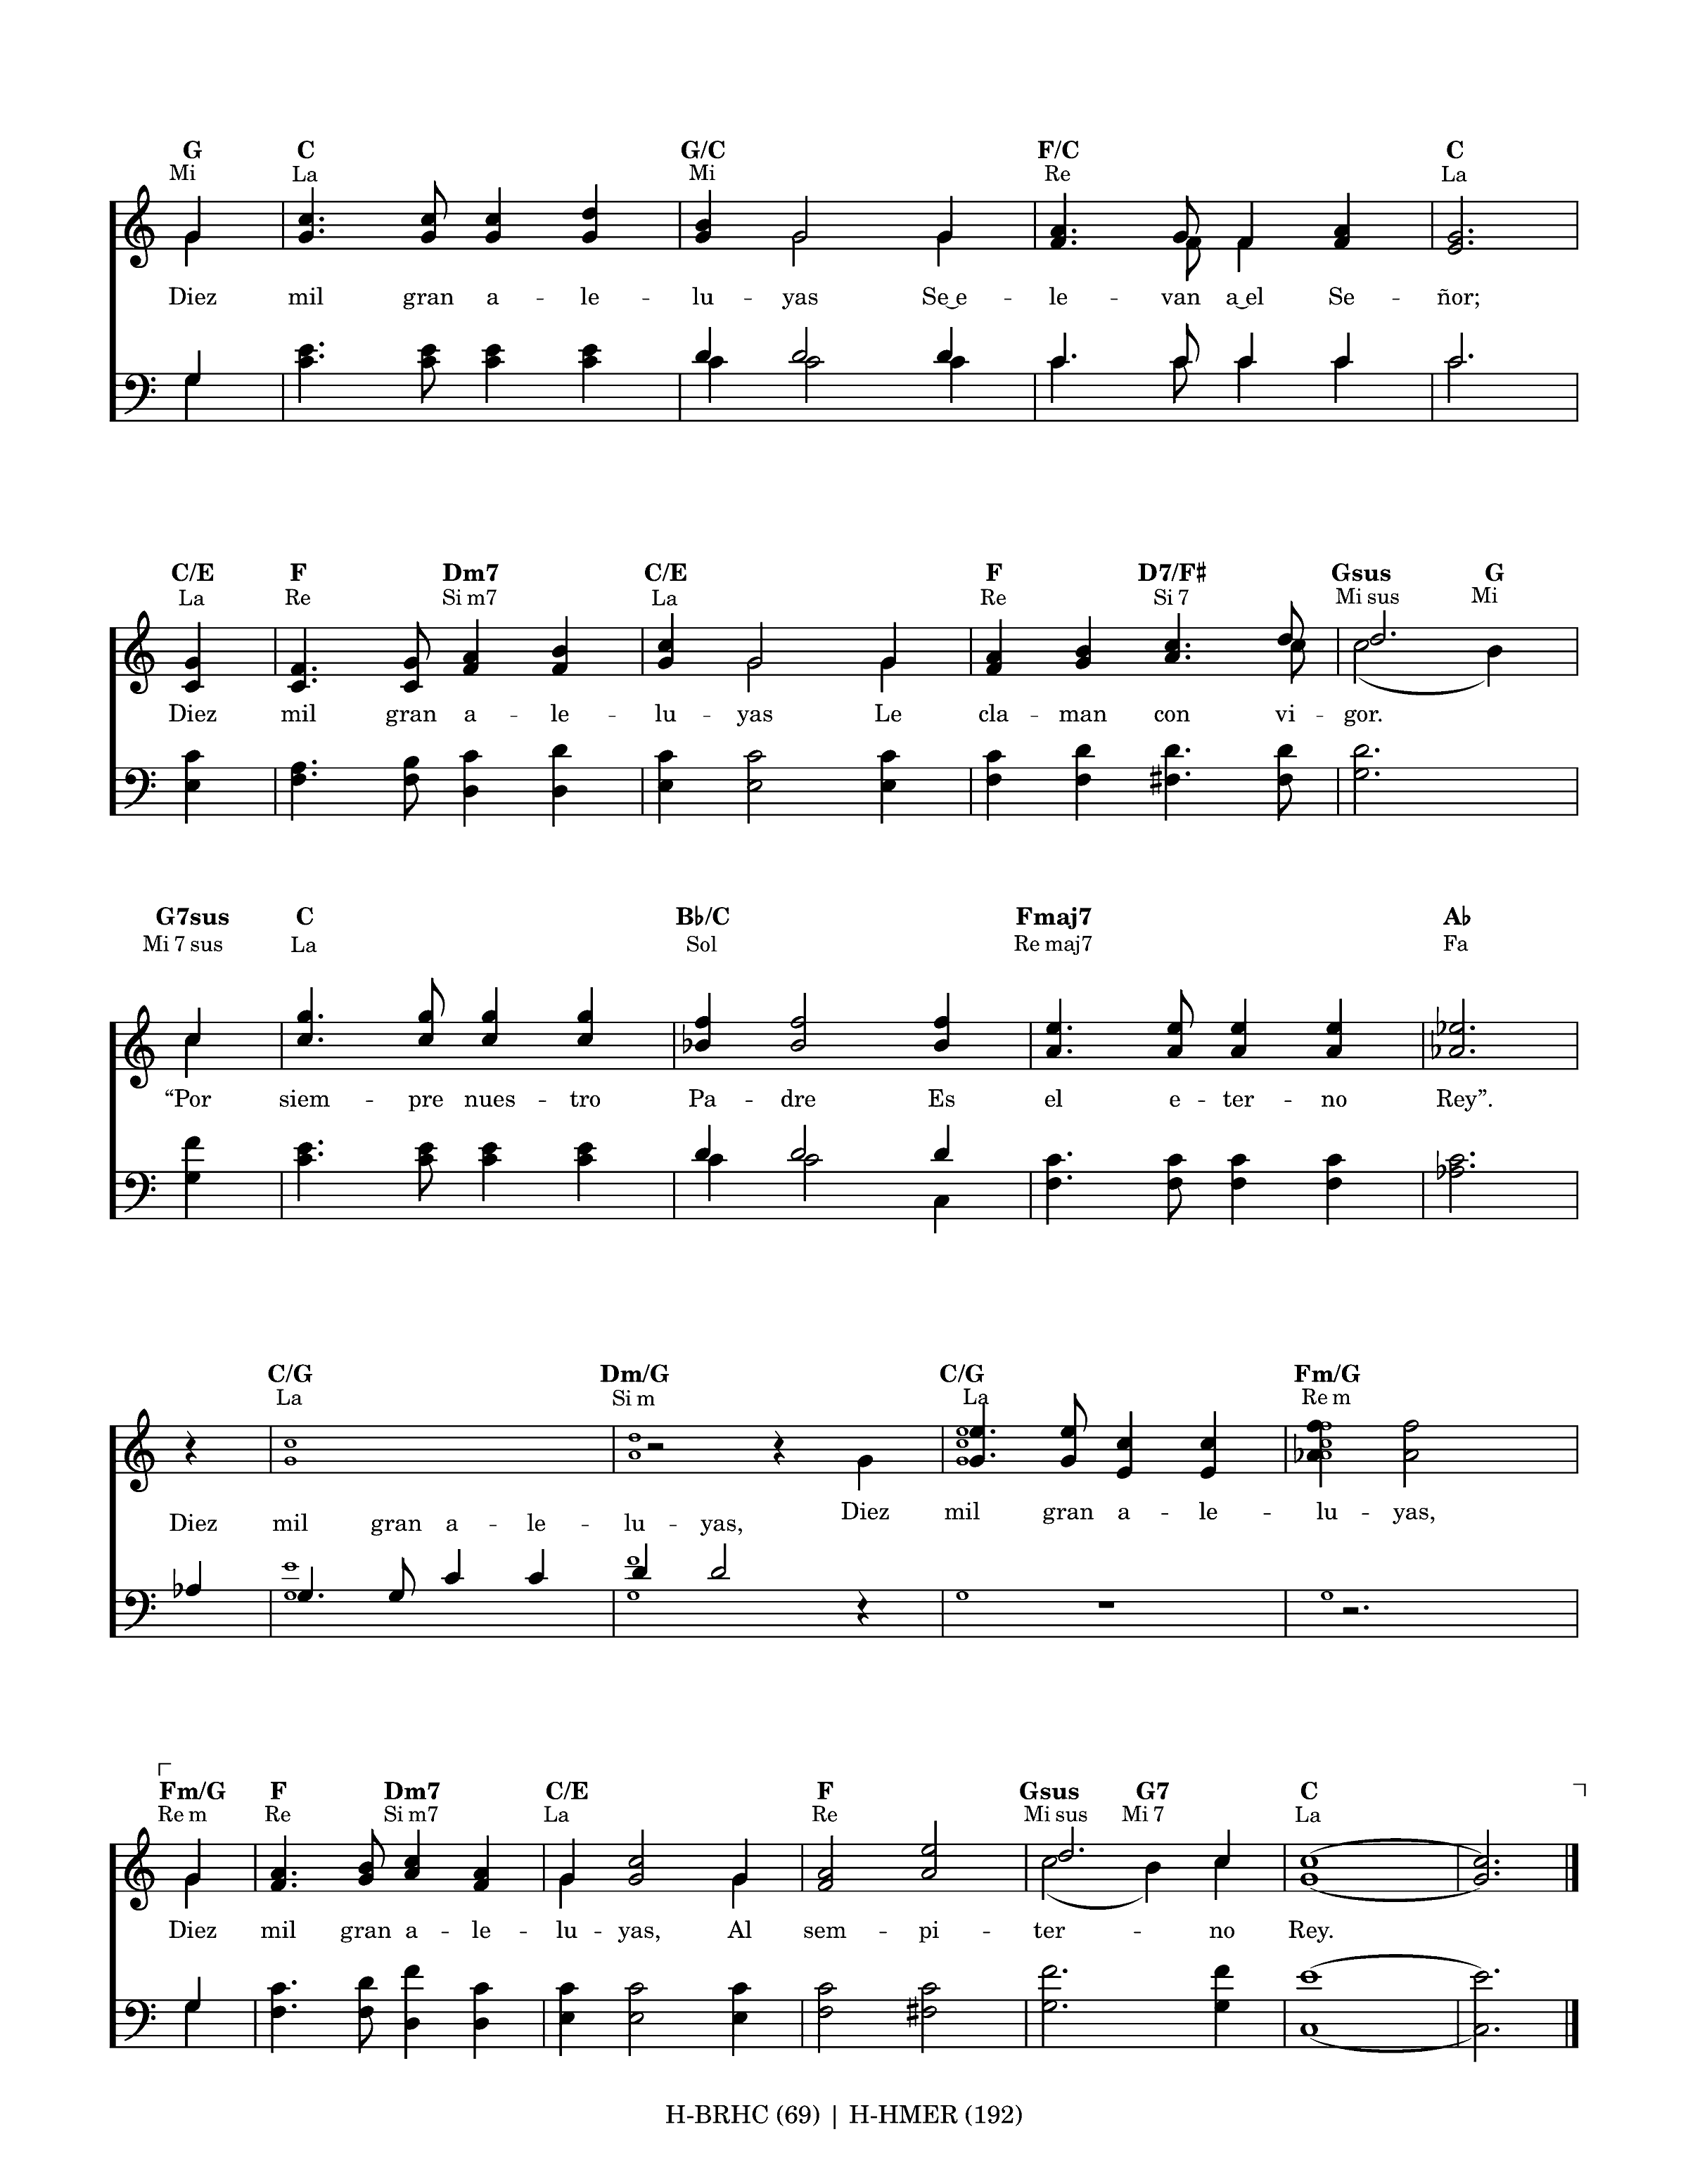 G C G/C F/C C
Mi La Mi Re La
Diez mil gran a - le - lu - yas Se‿e - le - van a‿el Se - ñor;
C/E F Dm7 C/E F D7/F♯ Gsus G
La Re Si m7 La Re Si 7 Mi sus Mi
Diez mil gran a - le - lu - yas Le cla - man con vi - gor.
G7sus C B♭/C Fmaj7 A♭
Mi 7 sus La Sol Re maj7 Fa
“Por siem - pre nues - tro Pa - dre Es el e - ter - no Rey”.
C/G Dm/G C/G Fm/G
La Si m La Re m
Diez mil gran a - le - lu - yas,
Diez mil gran a - le - lu - yas,
Fm/G F Dm7 C/E F Gsus G7 C
Re m Re Si m7 La Re Mi sus Mi 7 La
Diez mil gran a - le - lu - yas, Al sem - pi - ter - no Rey.
H-BRHC (69) | H-HMER (192)